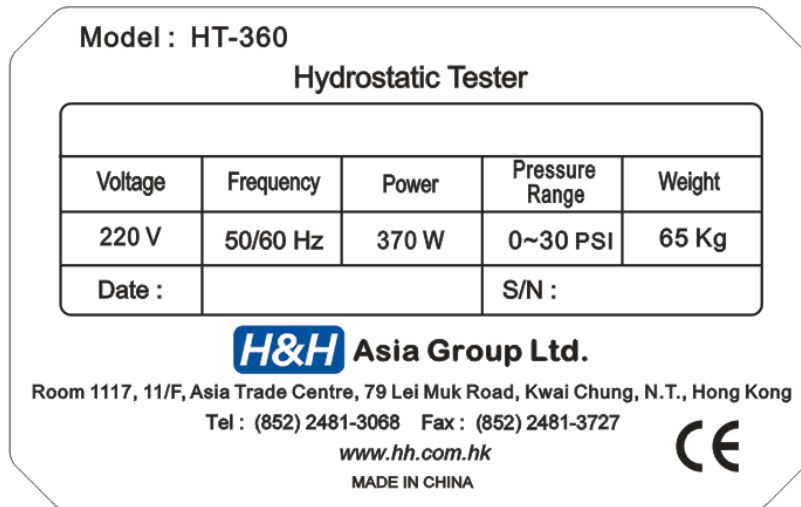 Model : HT-360
Hydrostatic Tester
Voltage Frequency Power Pressure Range Weight
220 V 50/60 Hz 370 W 0~30 PSI 65 Kg
Date : S/N :
H&H Asia Group Ltd.
Room 1117, 11/F, Asia Trade Centre, 79 Lei Muk Road, Kwai Chung, N.T., Hong Kong
Tel : (852) 2481-3068 Fax : (852) 2481-3727
www.hh.com.hk
CE
MADE IN CHINA